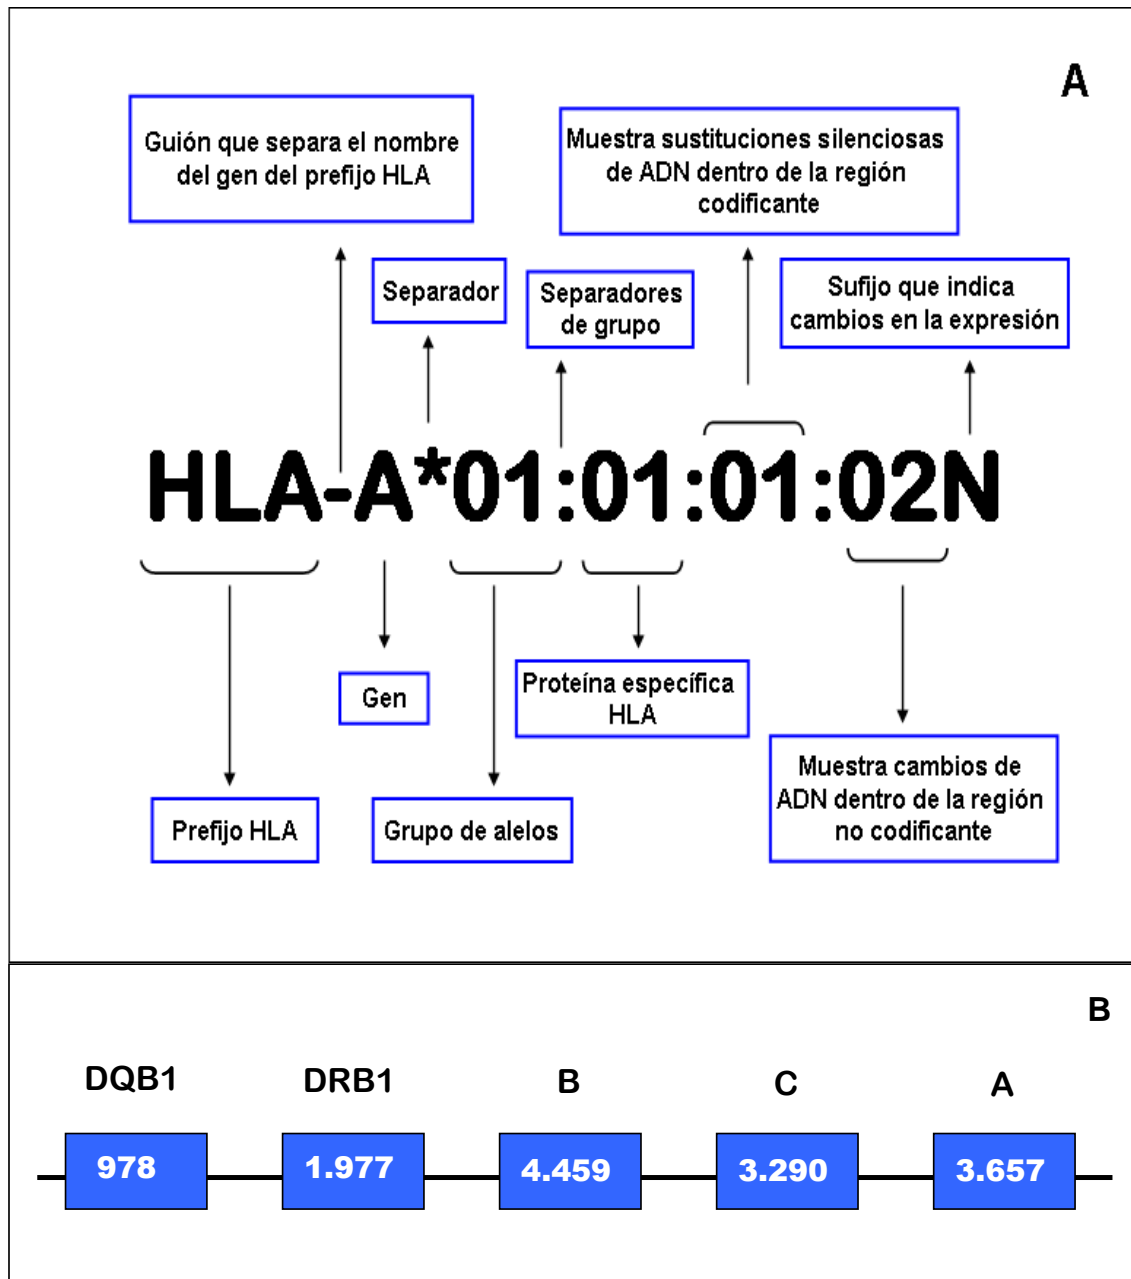 A
Guión que separa el nombre
del gen del prefijo HLA
Muestra sustituciones silenciosas
de ADN dentro de la región
codificante
Separador
Separadores
de grupo
Sufijo que indica
cambios en la expresión
HLA-A*01:01:01:02N
Gen
Proteína específica
HLA
Prefijo HLA
Grupo de alelos
Muestra cambios de
ADN dentro de la región
no codificante
B
DQB1 DRB1 B C A
978 1.977 4.459 3.290 3.657